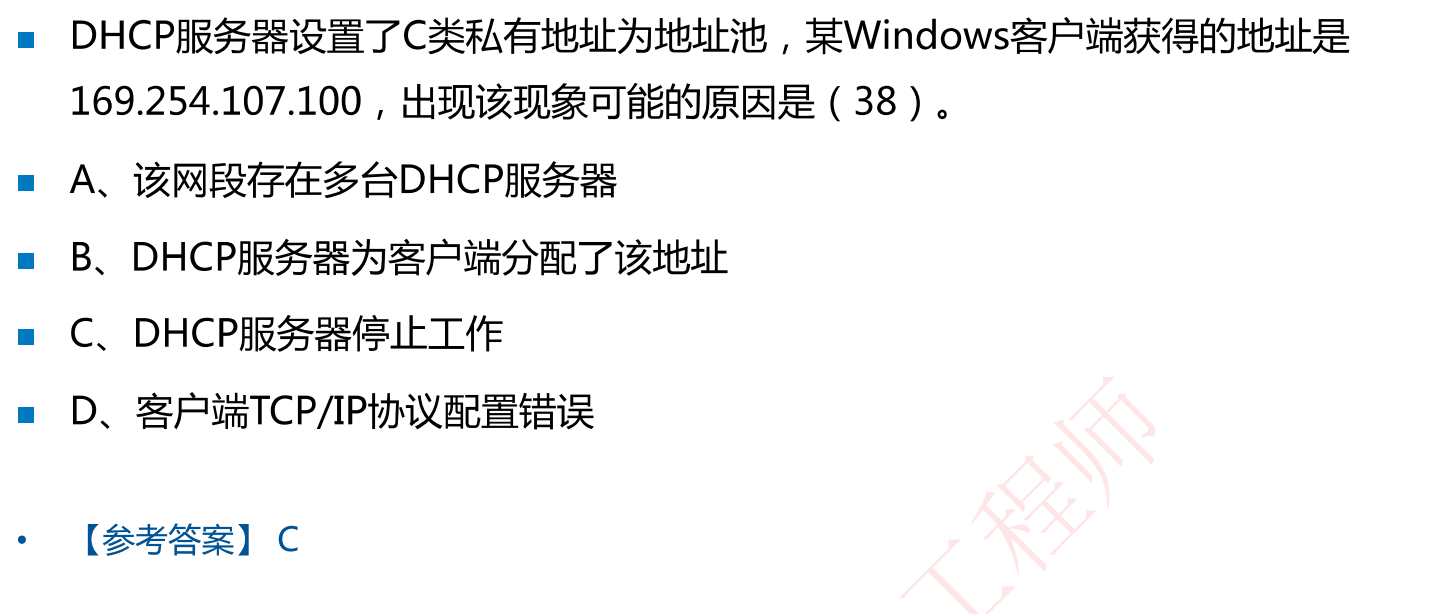 DHCP服务器设置了C类私有地址为地址池，某Windows客户端获得的地址是
169.254.107.100，出现该现象可能的原因是（38）。
A、该网段存在多台DHCP服务器
B、DHCP服务器为客户端分配了该地址
C、DHCP服务器停止工作
D、客户端TCP/IP协议配置错误
【参考答案】 C
工程师